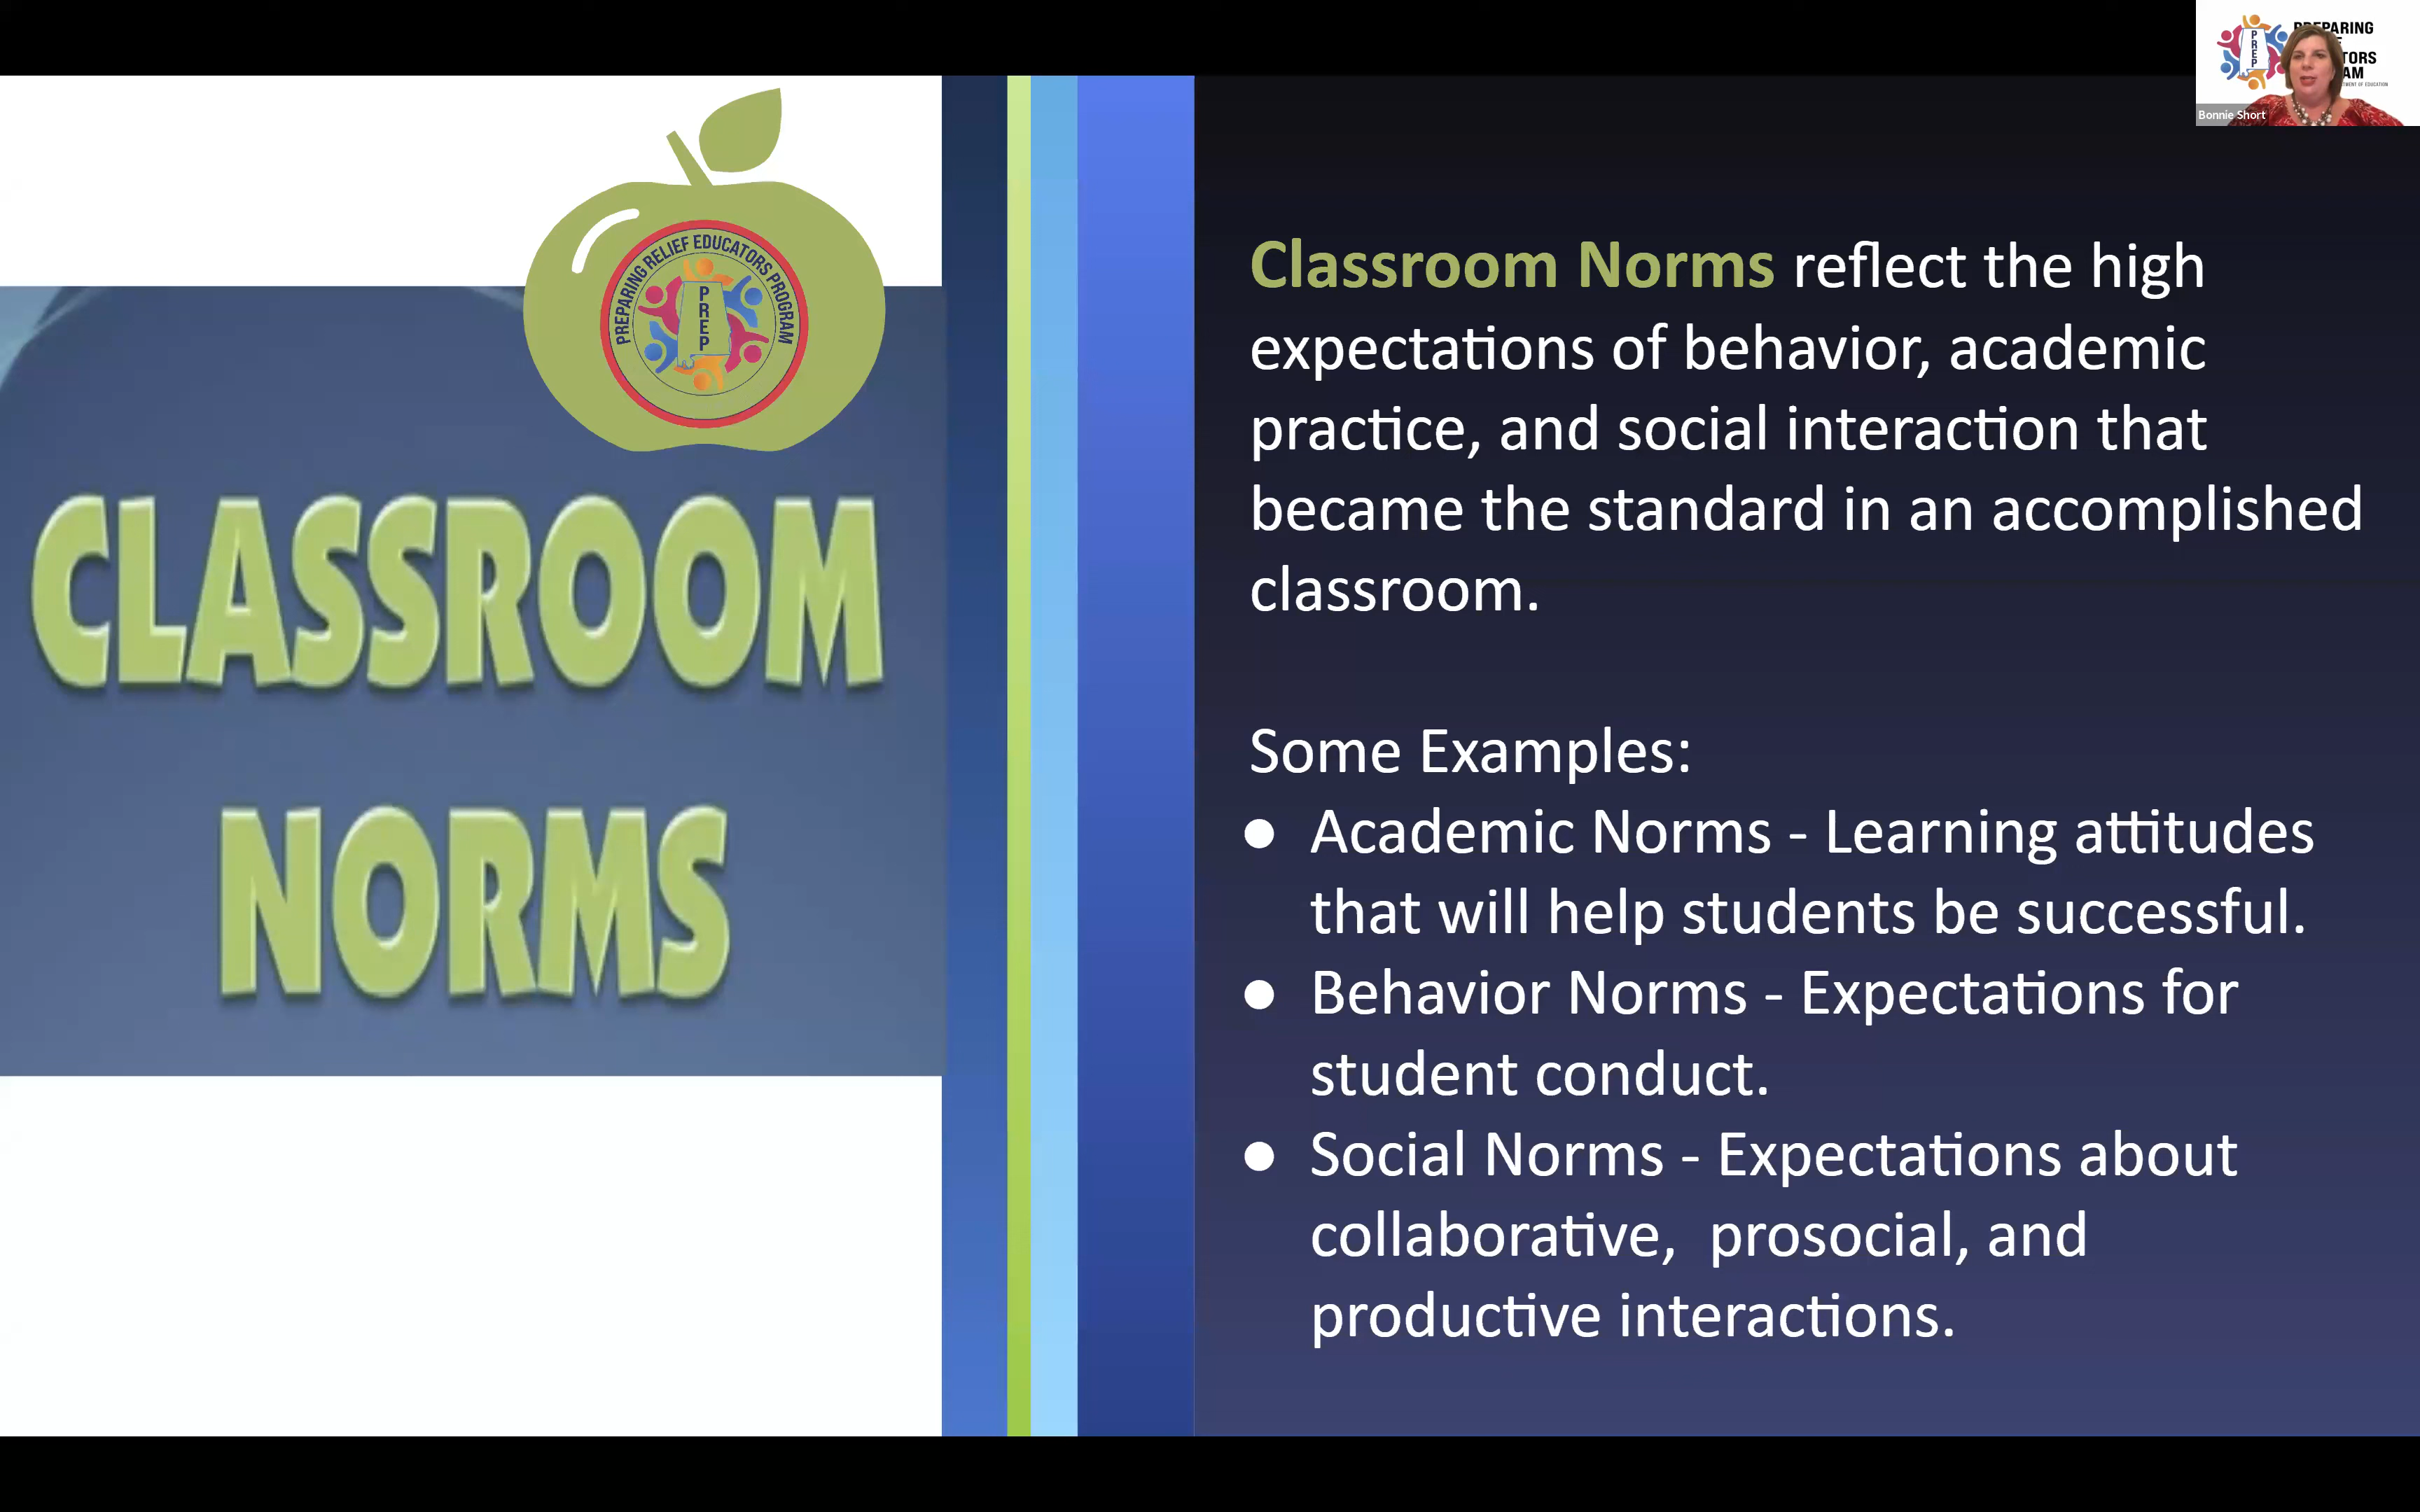 PREPARING
TORS
AM
PREP
Bonnie Short
PREPARING RELIEF EDUCATORS PROGRAM
PREP
CLASSROOM
NORMS
Classroom Norms reflect the high
expectations of behavior, academic
practice, and social interaction that
became the standard in an accomplished
classroom.
Some Examples:
● Academic Norms - Learning attitudes
that will help students be successful.
● Behavior Norms - Expectations for
student conduct.
● Social Norms - Expectations about
collaborative,  prosocial, and
productive interactions.